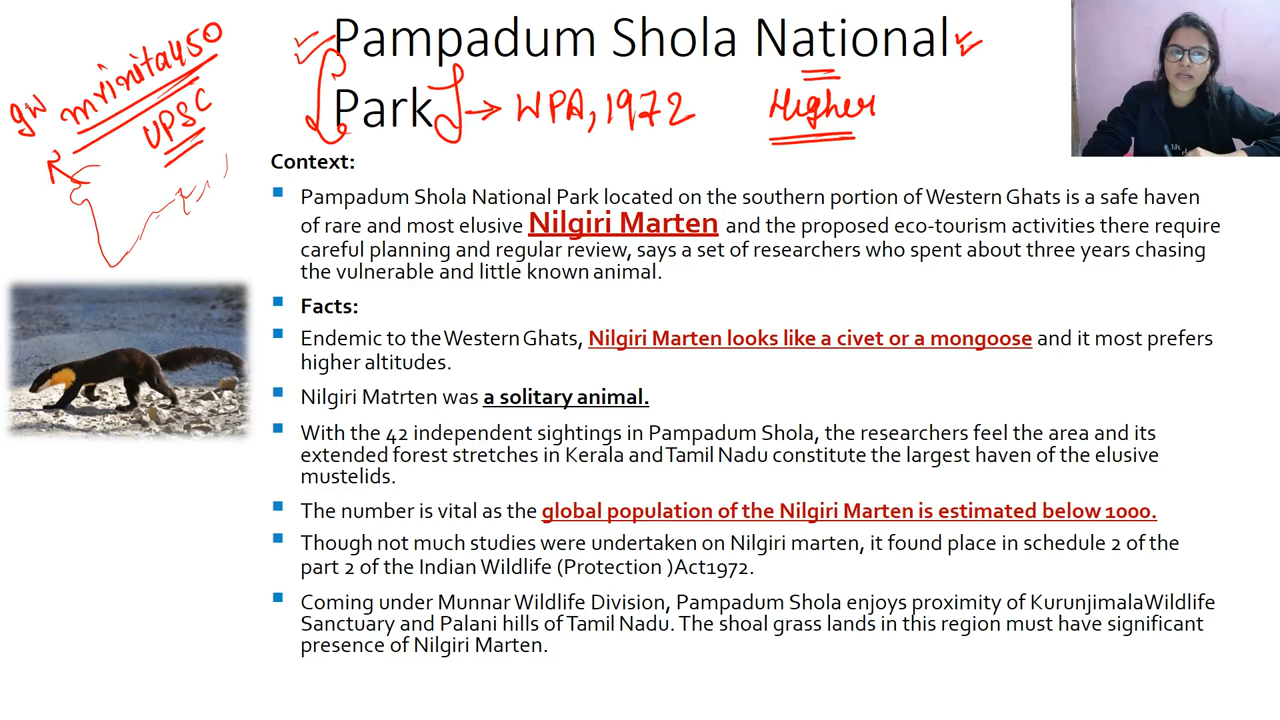 Pampadum Shola National
Park → WPA, 1972 Higher
gw mrinita450
UPSC
Context:
Pampadum Shola National Park located on the southern portion of Western Ghats is a safe haven
of rare and most elusive Nilgiri Marten and the proposed eco-tourism activities there require
careful planning and regular review, says a set of researchers who spent about three years chasing
the vulnerable and little known animal.
Facts:
Endemic to the Western Ghats, Nilgiri Marten looks like a civet or a mongoose and it most prefers
higher altitudes.
Nilgiri Matrten was a solitary animal.
With the 42 independent sightings in Pampadum Shola, the researchers feel the area and its
extended forest stretches in Kerala and Tamil Nadu constitute the largest haven of the elusive
mustelids.
The number is vital as the global population of the Nilgiri Marten is estimated below 1000.
Though not much studies were undertaken on Nilgiri marten, it found place in schedule 2 of the
part 2 of the Indian Wildlife (Protection )Act1972.
Coming under Munnar Wildlife Division, Pampadum Shola enjoys proximity of Kurunjimala Wildlife
Sanctuary and Palani hills of Tamil Nadu. The shoal grass lands in this region must have significant
presence of Nilgiri Marten.